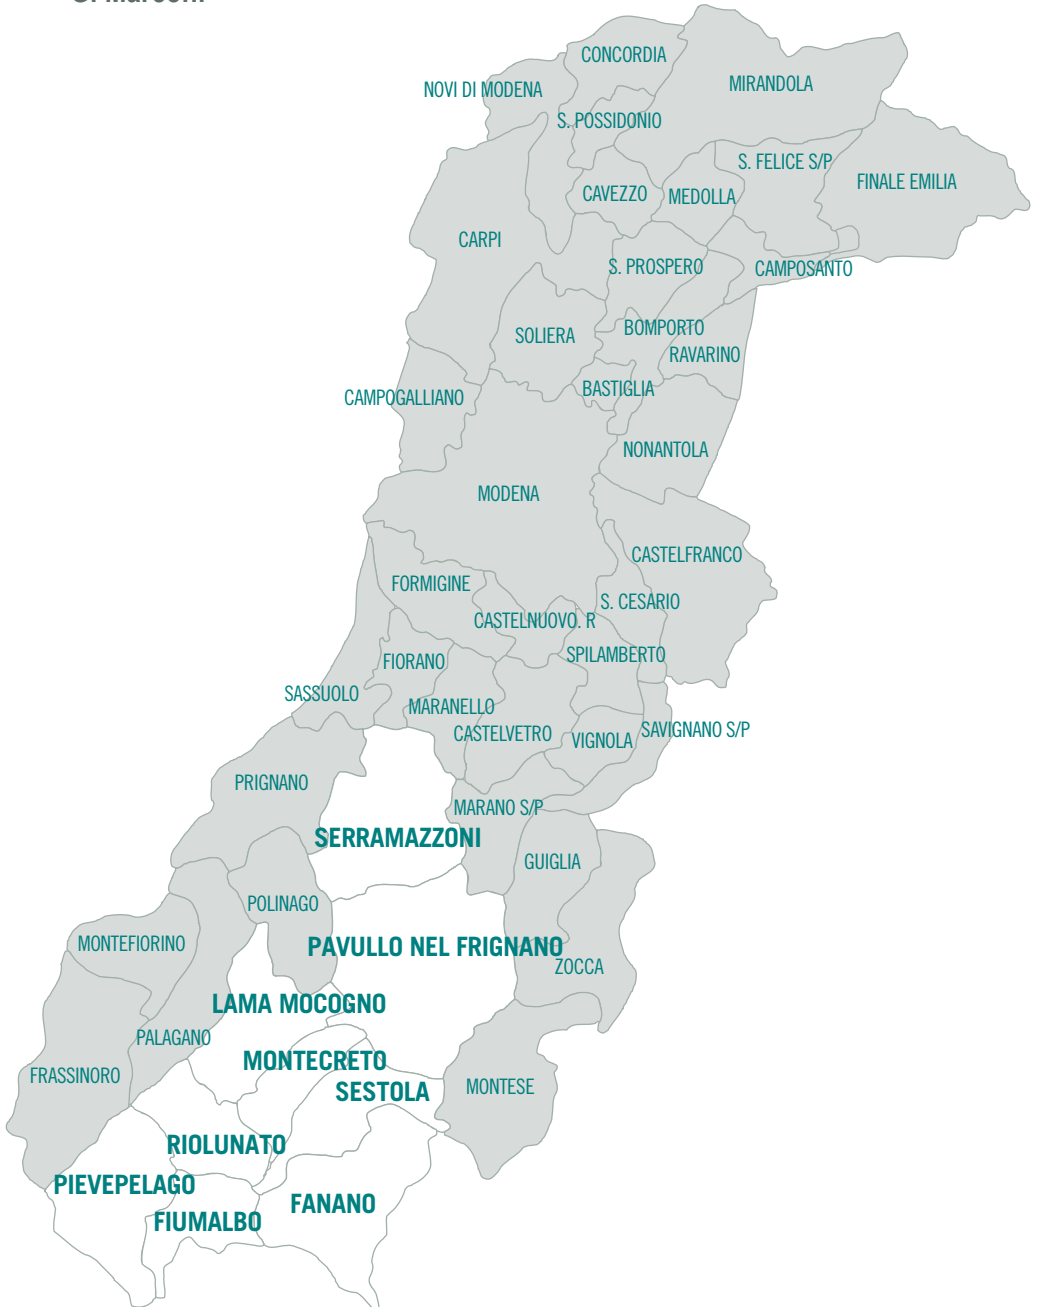 CONCORDIA
MIRANDOLA
NOVI DI MODENA
S. POSSIDONIO
S. FELICE S/P
FINALE EMILIA
CAVEZZO
MEDOLLA
CARPI
S. PROSPERO
CAMPOSANTO
BOMPORTO
SOLIERA
RAVARINO
BASTIGLIA
CAMPOGALLIANO
NONANTOLA
MODENA
CASTELFRANCO
FORMIGINE
S. CESARIO
CASTELNUOVO. R
SPILAMBERTO
FIORANO
SASSUOLO
MARANELLO
SAVIGNANO S/P
CASTELVETRO
VIGNOLA
PRIGNANO
MARANO S/P
SERRAMAZZONI
GUIGLIA
POLINAGO
MONTEFIORINO
PAVULLO NEL FRIGNANO
ZOCCA
LAMA MOCOGNO
PALAGANO
MONTECRETO
FRASSINORO
MONTESE
SESTOLA
RIOLUNATO
PIEVEPELAGO
FANANO
FIUMALBO